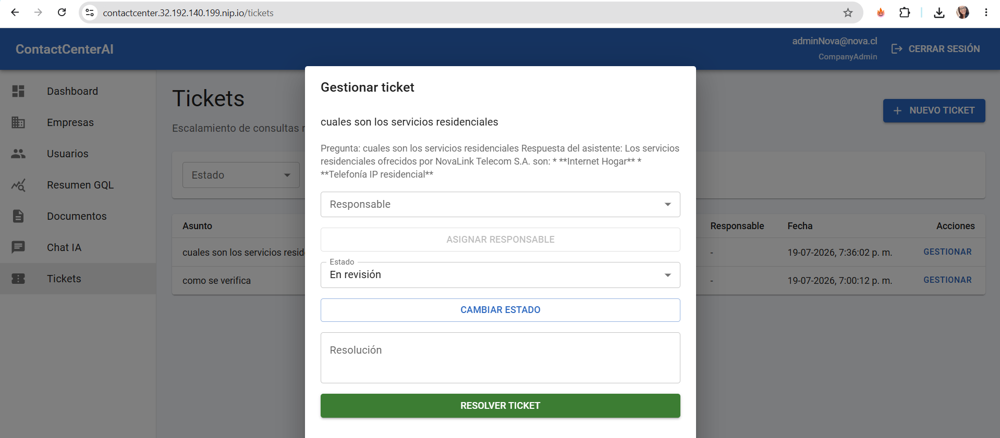 contactcenter.32.192.140.199.nip.io/tickets
ContactCenterAI
adminNova@nova.cl
CompanyAdmin
CERRAR SESIÓN
Dashboard
Empresas
Usuarios
Resumen GQL
Documentos
Chat IA
Tickets
Tickets
Escalamiento de consultas
NUEVO TICKET
Estado
Asunto
Responsable
Fecha
Acciones
cuales son los servicios
-
19-07-2026, 7:36:02 p. m.
GESTIONAR
como se verifica
-
19-07-2026, 7:00:12 p. m.
GESTIONAR
Gestionar ticket
cuales son los servicios residenciales
Pregunta: cuales son los servicios residenciales Respuesta del asistente: Los servicios
residenciales ofrecidos por NovaLink Telecom S.A. son: * **Internet Hogar** *
**Telefonía IP residencial**
Responsable
ASIGNAR RESPONSABLE
Estado
En revisión
CAMBIAR ESTADO
Resolución
RESOLVER TICKET